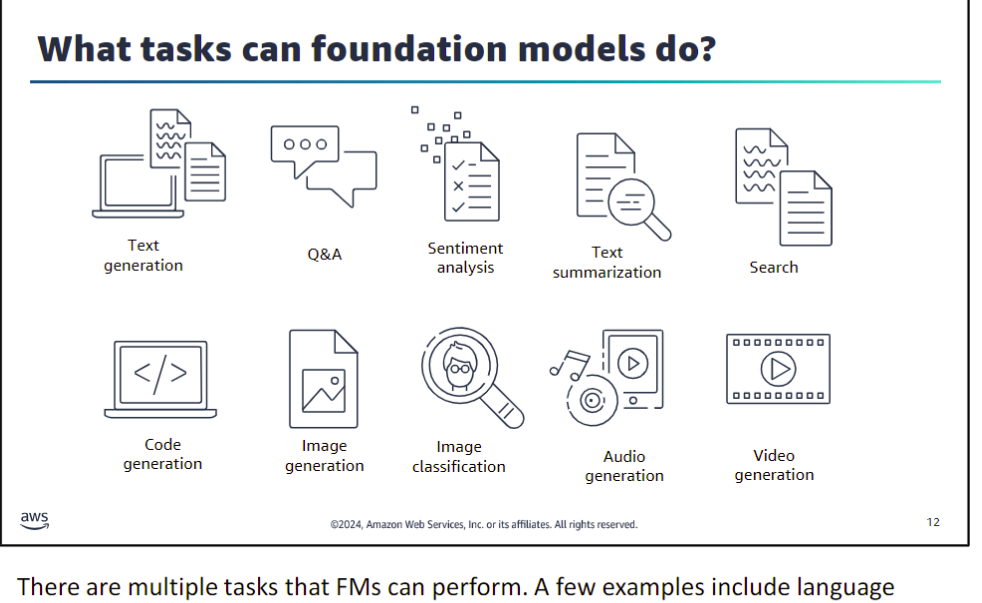 What tasks can foundation models do?
Text
generation
Q&A
Sentiment
analysis
Text
summarization
Search
</>
Code
generation
Image
generation
Image
classification
Audio
generation
Video
generation
aws
©2024, Amazon Web Services, Inc. or its affiliates. All rights reserved.
12
There are multiple tasks that FMs can perform. A few examples include language